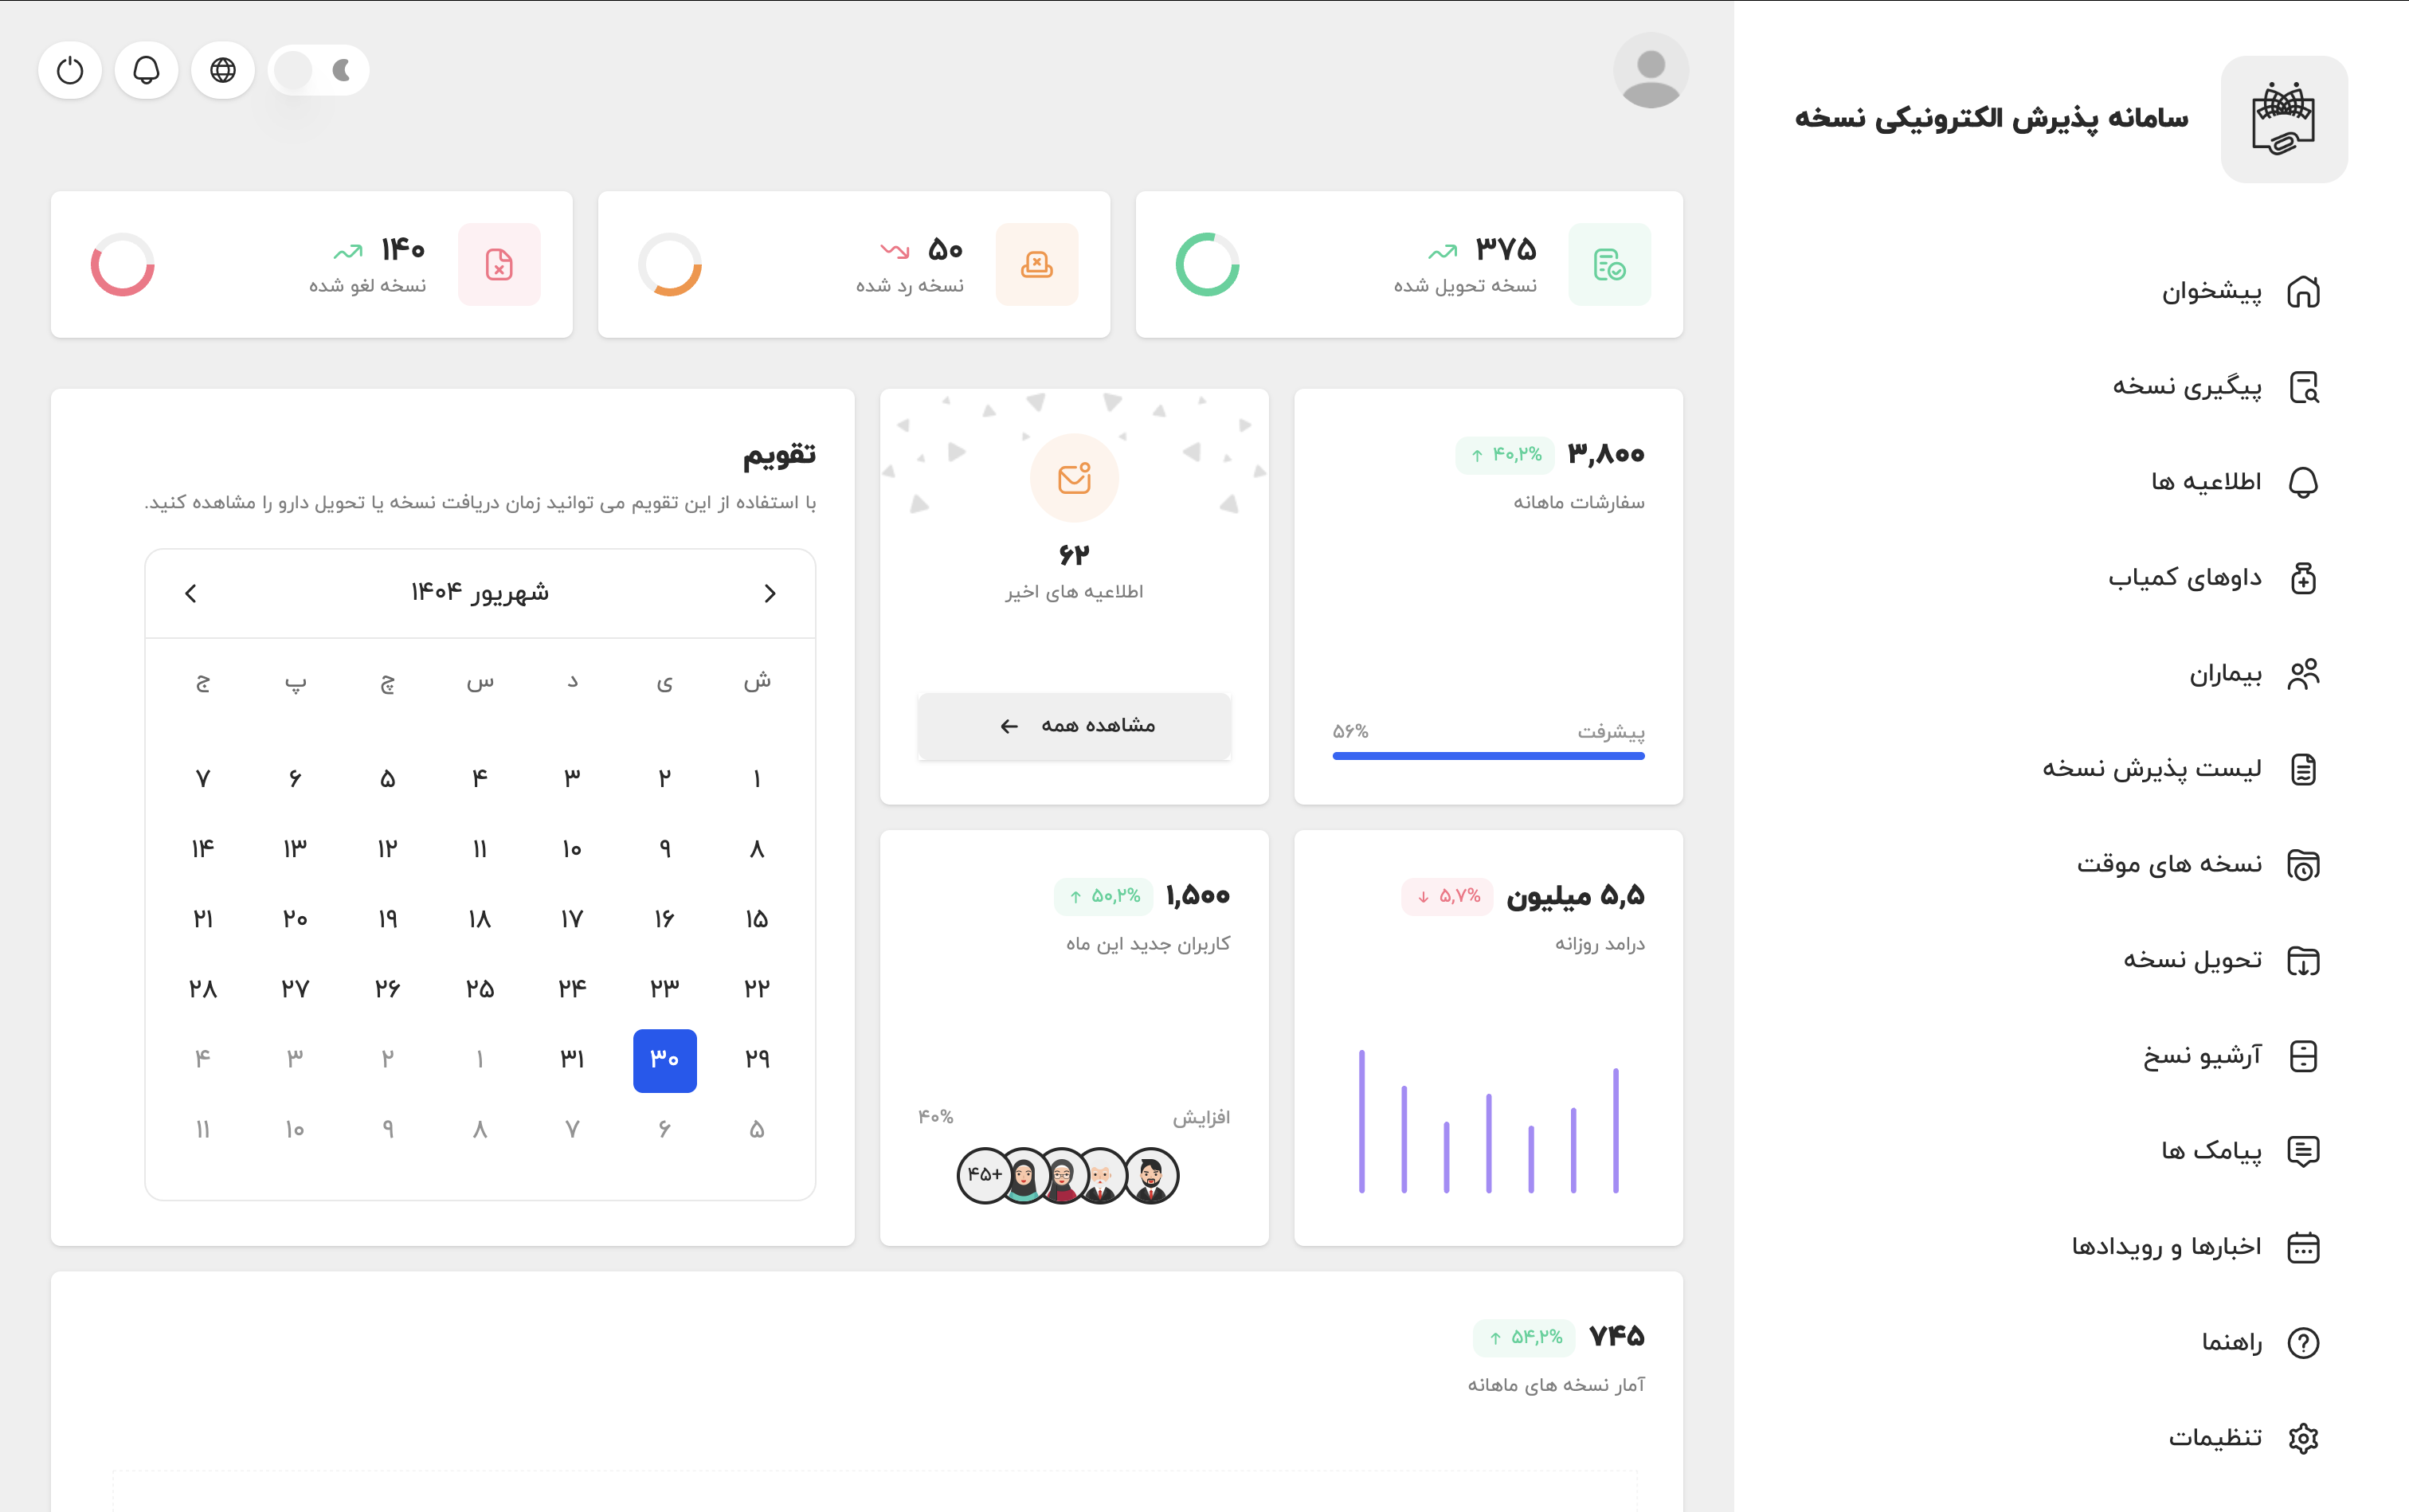 سامانه پذیرش الکترونیکی نسخه
پیشخوان
پیگیری نسخه
اطلاعیه ها
داوهای کمیاب
بیماران
لیست پذیرش نسخه
نسخه های موقت
تحویل نسخه
آرشیو نسخ
پیامک ها
اخبارها و رویدادها
راهنما
تنظیمات
۳۷۵
نسخه تحویل شده
۵۰
نسخه رد شده
۱۴۰
نسخه لغو شده
۳,۸۰۰ ۴۰,۲%
سفارشات ماهانه
پیشرفت ۵۶%
۶۲
اطلاعیه های اخیر
مشاهده همه
۵,۵ میلیون ۵,۷%
درامد روزانه
۱,۵۰۰ ۵۰,۲%
کاربران جدید این ماه
افزایش ۴۰%
۴۵+
تقویم
با استفاده از این تقویم می توانید زمان دریافت نسخه یا تحویل دارو را مشاهده کنید.
شهریور ۱۴۰۴
ش ی د س چ پ ج
۱ ۲ ۳ ۴ ۵ ۶ ۷
۸ ۹ ۱۰ ۱۱ ۱۲ ۱۳ ۱۴
۱۵ ۱۶ ۱۷ ۱۸ ۱۹ ۲۰ ۲۱
۲۲ ۲۳ ۲۴ ۲۵ ۲۶ ۲۷ ۲۸
۲۹ ۳۰ ۳۱ ۱ ۲ ۳ ۴
۵ ۶ ۷ ۸ ۹ ۱۰ ۱۱
۷۴۵ ۵۴,۲%
آمار نسخه های ماهانه